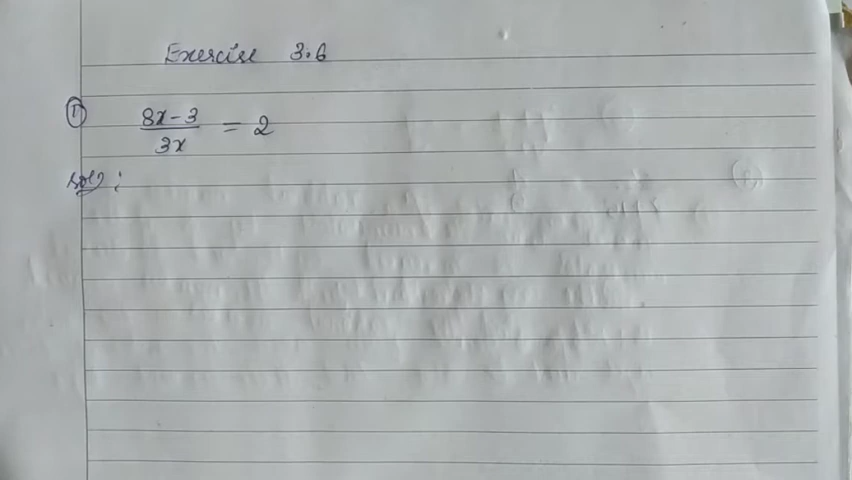 Exercise 3.6
1) 8x-3/3x = 2
Sol :